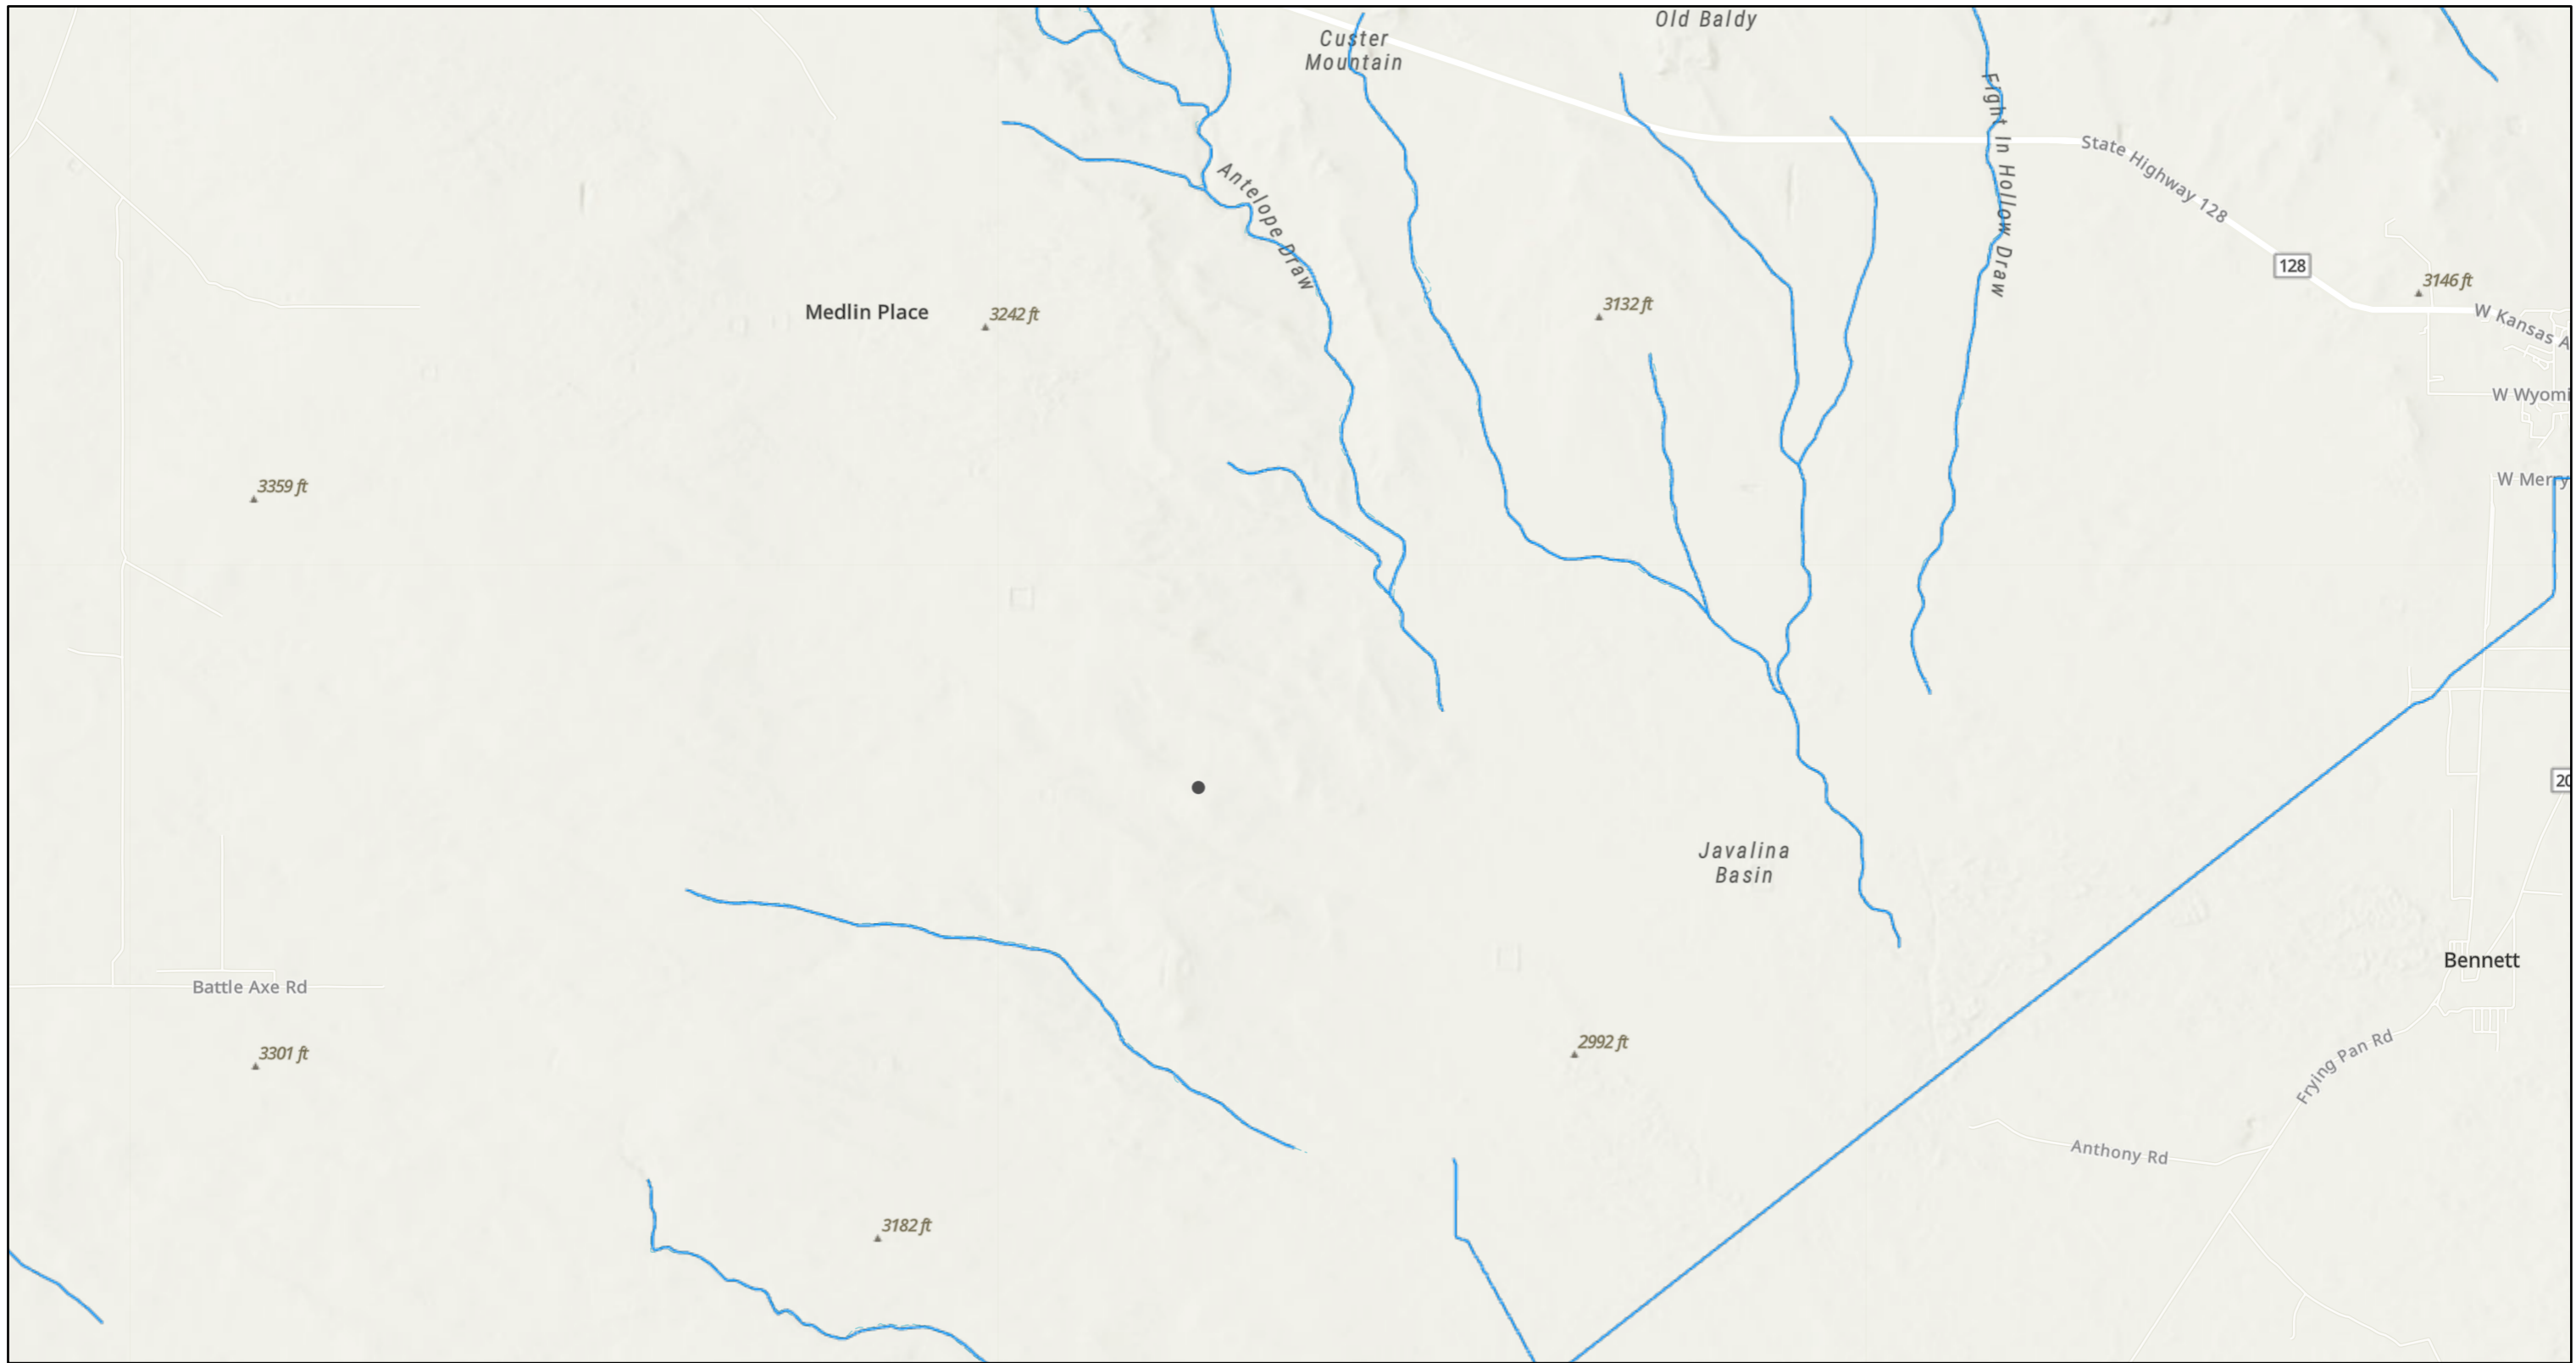 Old Baldy
Custer
Mountain
Fight In Hollow Draw
State Highway 128
Antelope Draw
128
3146 ft
Medlin Place
3242 ft
3132 ft
W Kansas A
W Wyomi
3359 ft
W Merry
20
Javalina
Basin
Bennett
Battle Axe Rd
3301 ft
2992 ft
Frying Pan Rd
Anthony Rd
3182 ft